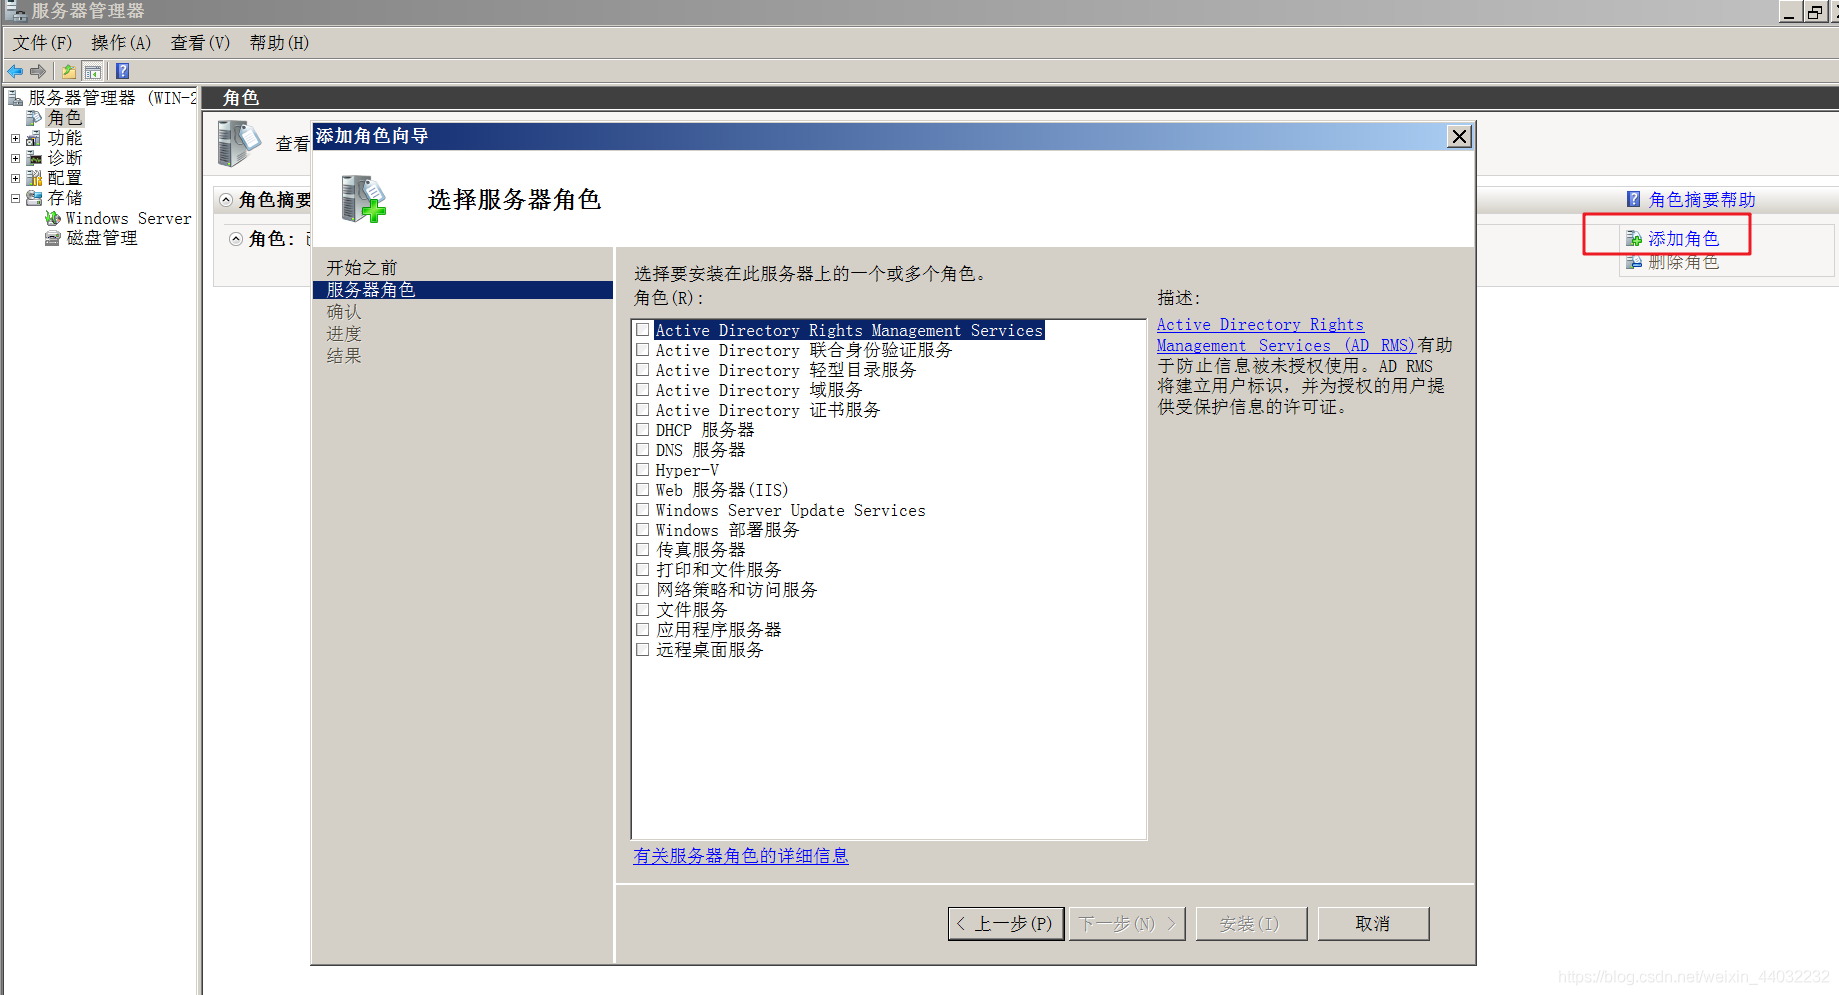 服务器管理器
文件(F) 操作(A) 查看(V) 帮助(H)
服务器管理器 (WIN-2
角色
功能
诊断
配置
存储
Windows Server
磁盘管理
角色
查看
角色摘要
角色:
角色摘要帮助
添加角色
删除角色
添加角色向导
选择服务器角色
开始之前
服务器角色
确认
进度
结果
选择要安装在此服务器上的一个或多个角色。
角色(R):
Active Directory Rights Management Services
Active Directory 联合身份验证服务
Active Directory 轻型目录服务
Active Directory 域服务
Active Directory 证书服务
DHCP 服务器
DNS 服务器
Hyper-V
Web 服务器(IIS)
Windows Server Update Services
Windows 部署服务
传真服务器
打印和文件服务
网络策略和访问服务
文件服务
应用程序服务器
远程桌面服务
有关服务器角色的详细信息
描述:
Active Directory Rights
Management Services (AD RMS)有助
于防止信息被未授权使用。AD RMS
将建立用户标识，并为授权的用户提
供受保护信息的许可证。
< 上一步(P)
下一步(N) >
安装(I)
取消
https://blog.csdn.net/weixin_44032232